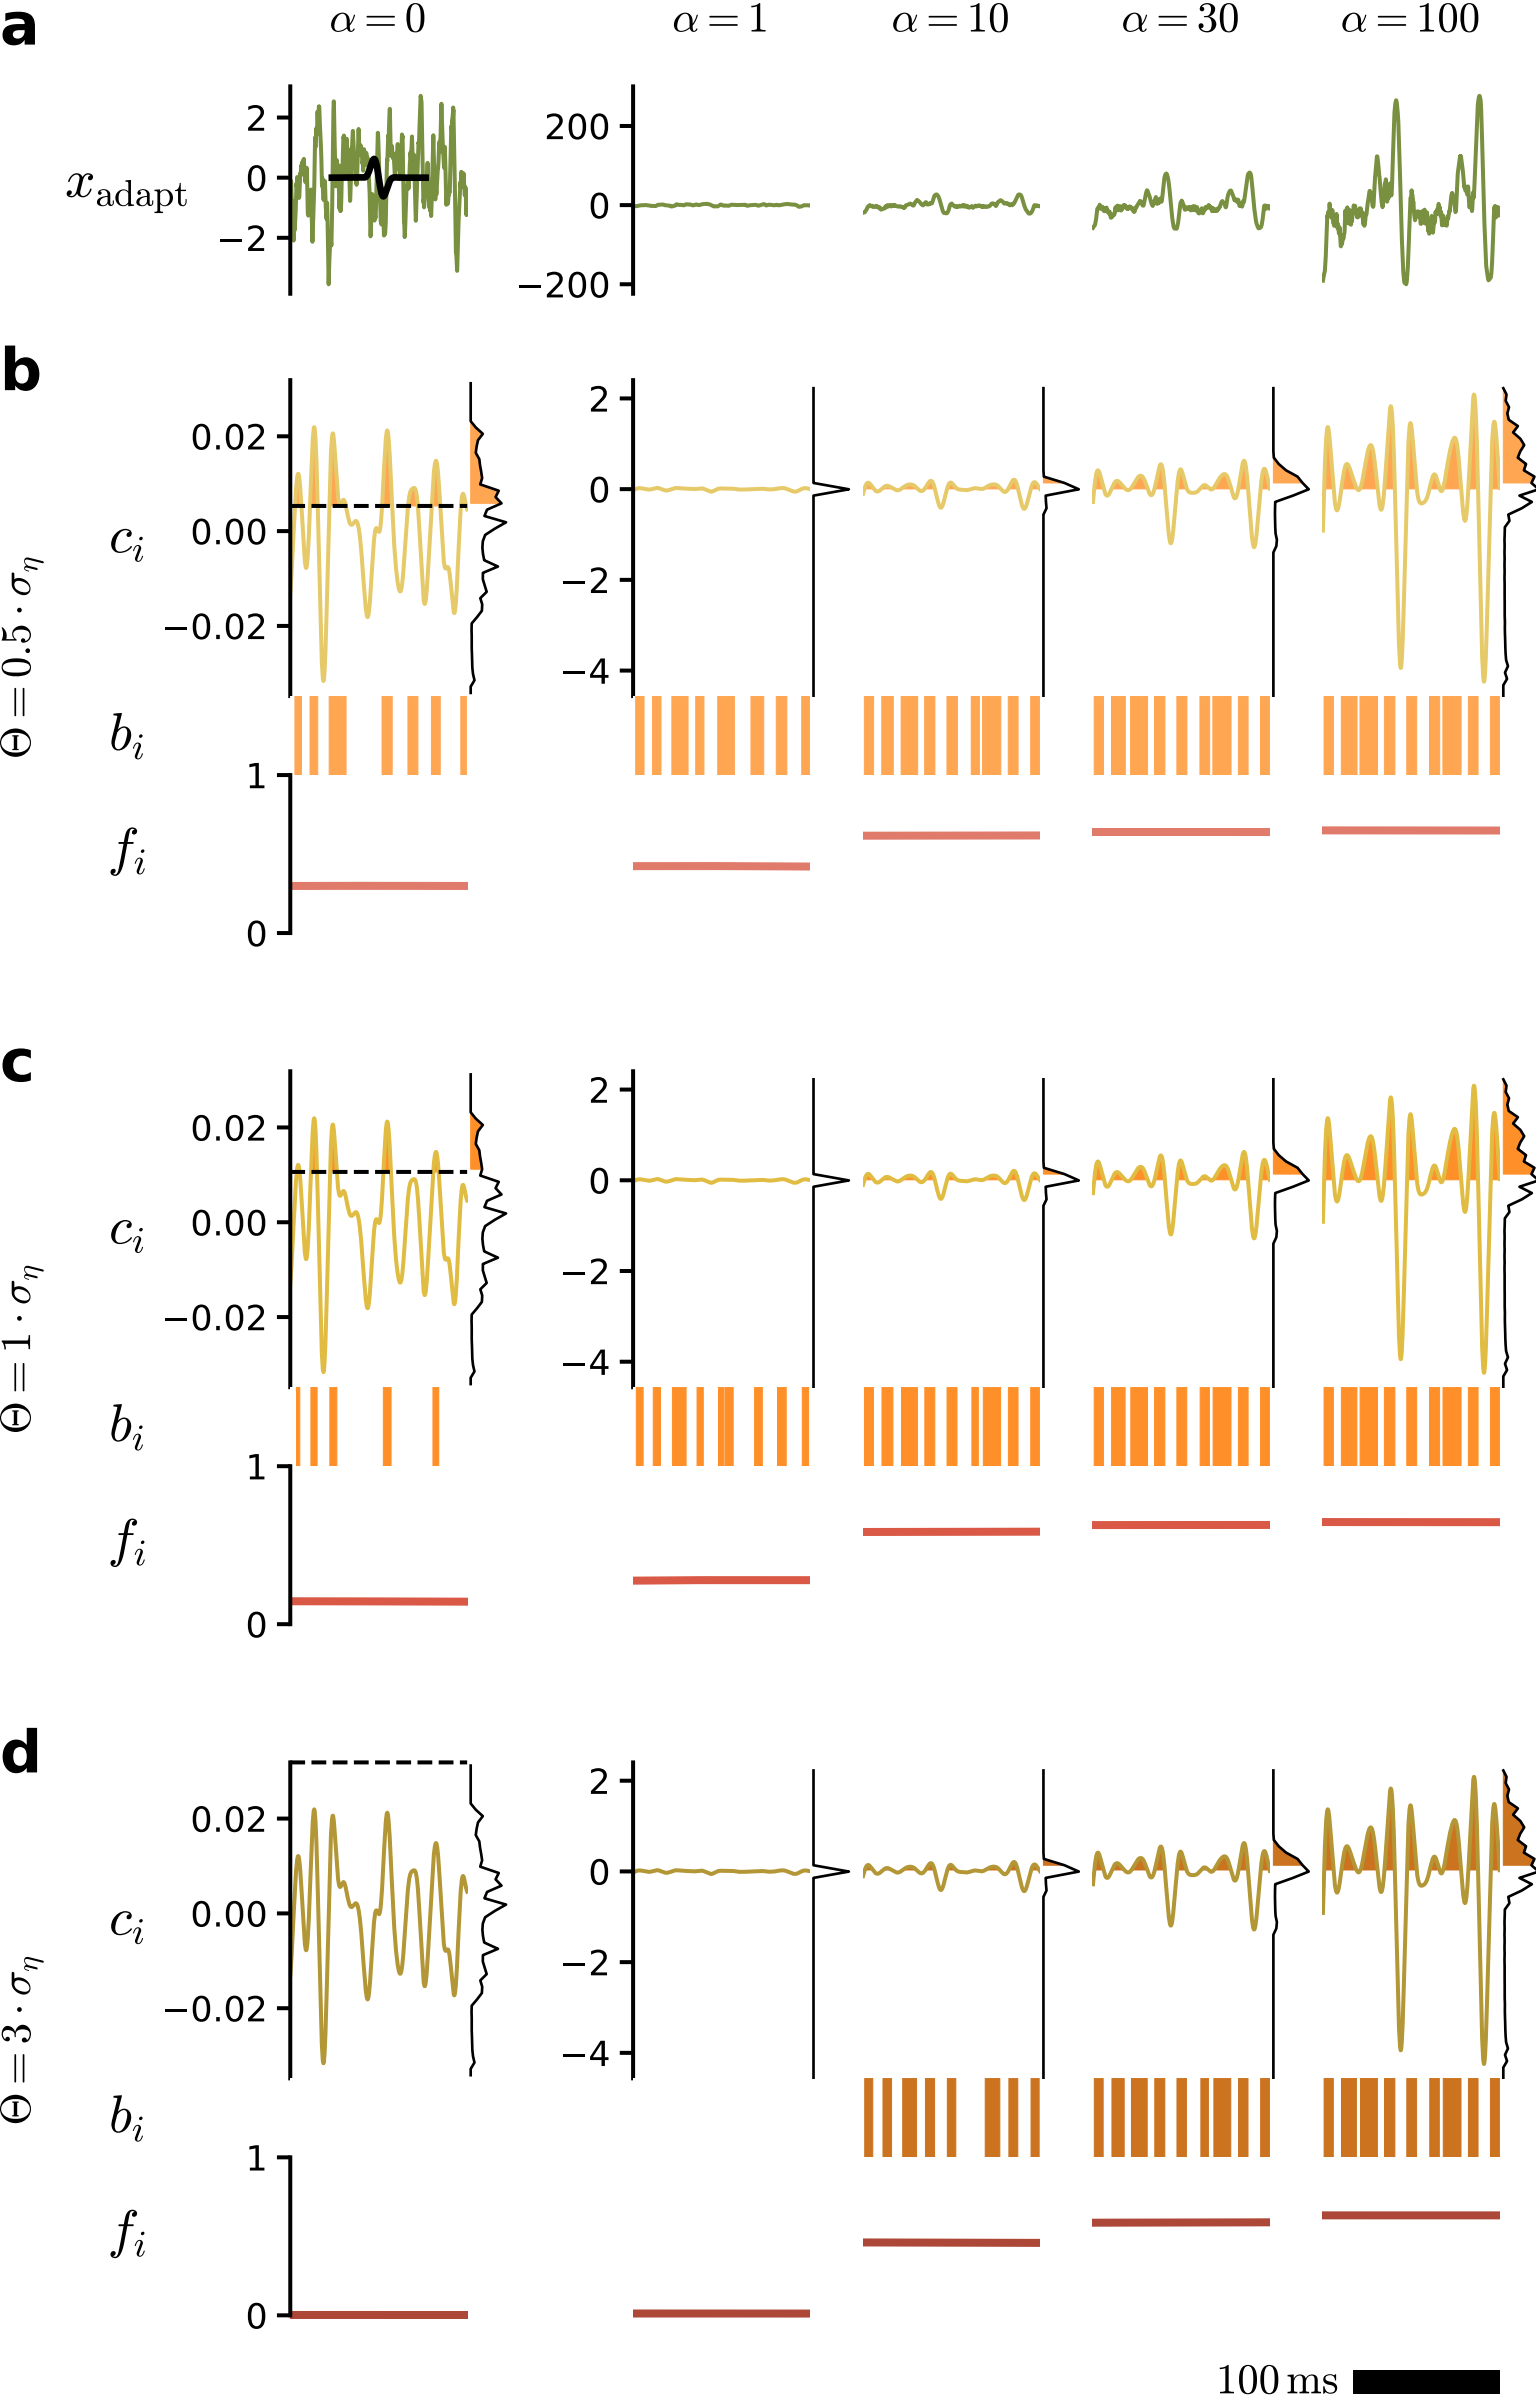 a
α = 0 α = 1 α = 10 α = 30 α = 100
x_adapt
2
0
−2
200
0
−200
b
Θ = 0.5 · σ_η
c_i
0.02
0.00
−0.02
2
0
−2
−4
b_i
f_i
1
0
c
Θ = 1 · σ_η
c_i
0.02
0.00
−0.02
2
0
−2
−4
b_i
f_i
1
0
d
Θ = 3 · σ_η
c_i
0.02
0.00
−0.02
2
0
−2
−4
b_i
f_i
1
0
100 ms